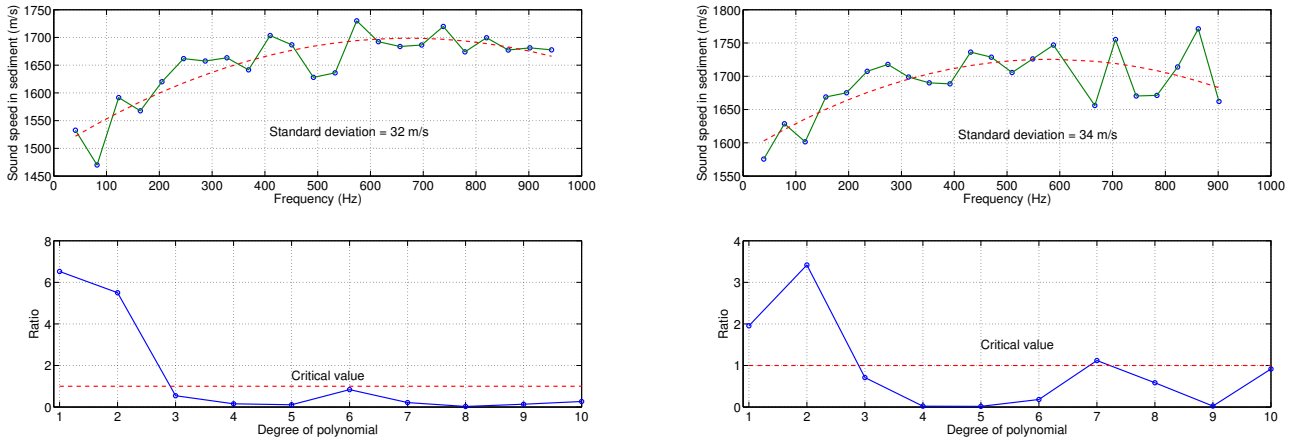 1750
1700
1650
1600
1550
1500
1450
Sound speed in sediment (m/s)
Standard deviation = 32 m/s
0 100 200 300 400 500 600 700 800 900 1000
Frequency (Hz)
1800
1750
1700
1650
1600
1550
Sound speed in sediment (m/s)
Standard deviation = 34 m/s
0 100 200 300 400 500 600 700 800 900 1000
Frequency (Hz)
8
6
4
2
0
Ratio
Critical value
1 2 3 4 5 6 7 8 9 10
Degree of polynomial
4
3
2
1
0
Ratio
Critical value
1 2 3 4 5 6 7 8 9 10
Degree of polynomial